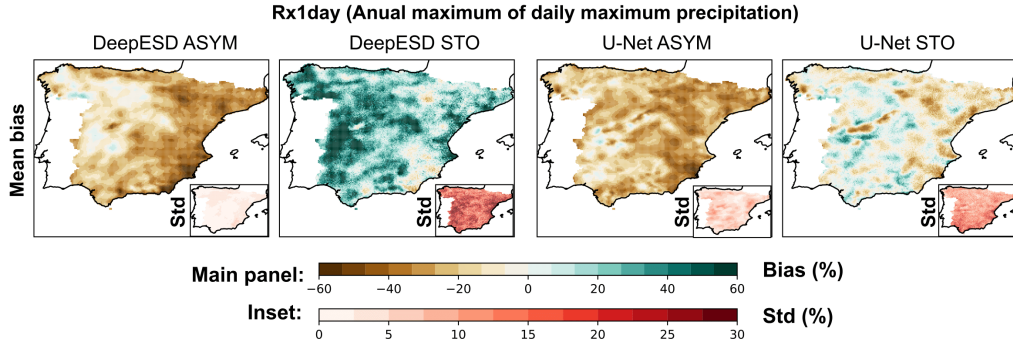 Rx1day (Anual maximum of daily maximum precipitation)
DeepESD ASYM DeepESD STO U-Net ASYM U-Net STO
Mean bias
Std Std Std Std
Main panel: Bias (%)
−60 −40 −20 0 20 40 60
Inset: Std (%)
0 5 10 15 20 25 30